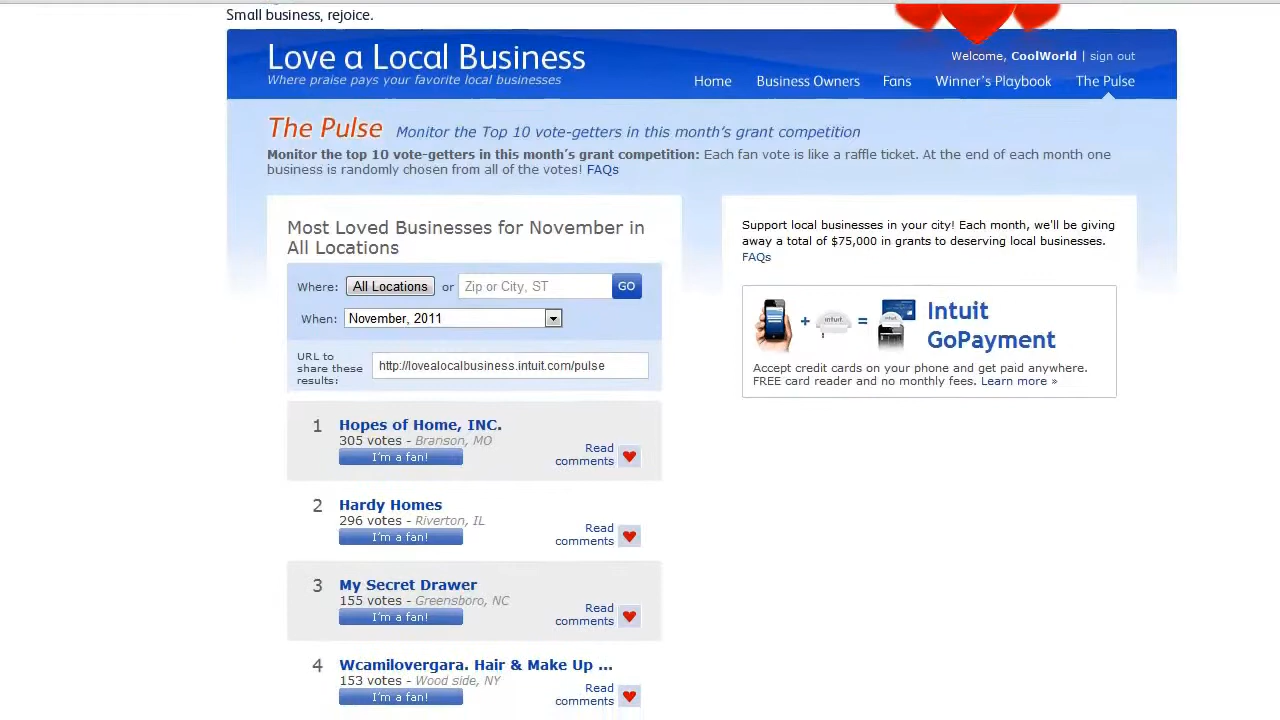 Small business, rejoice.
Love a Local Business
Where praise pays your favorite local businesses
Welcome, CoolWorld | sign out
Home Business Owners Fans Winner's Playbook The Pulse
The Pulse Monitor the Top 10 vote-getters in this month's grant competition
Monitor the top 10 vote-getters in this month's grant competition: Each fan vote is like a raffle ticket. At the end of each month one
business is randomly chosen from all of the votes! FAQs
Most Loved Businesses for November in
All Locations
Where: All Locations or Zip or City, ST GO
When: November, 2011
URL to
share these
results:
http://lovealocalbusiness.intuit.com/pulse
1 Hopes of Home, INC.
305 votes - Branson, MO
I'm a fan!
Read
comments
2 Hardy Homes
296 votes - Riverton, IL
I'm a fan!
Read
comments
3 My Secret Drawer
155 votes - Greensboro, NC
I'm a fan!
Read
comments
4 Wcamilovergara. Hair & Make Up ...
153 votes - Wood side, NY
I'm a fan!
Read
comments
Support local businesses in your city! Each month, we'll be giving
away a total of $75,000 in grants to deserving local businesses.
FAQs
+ intuit = intuit
Intuit
GoPayment
Accept credit cards on your phone and get paid anywhere.
FREE card reader and no monthly fees. Learn more »